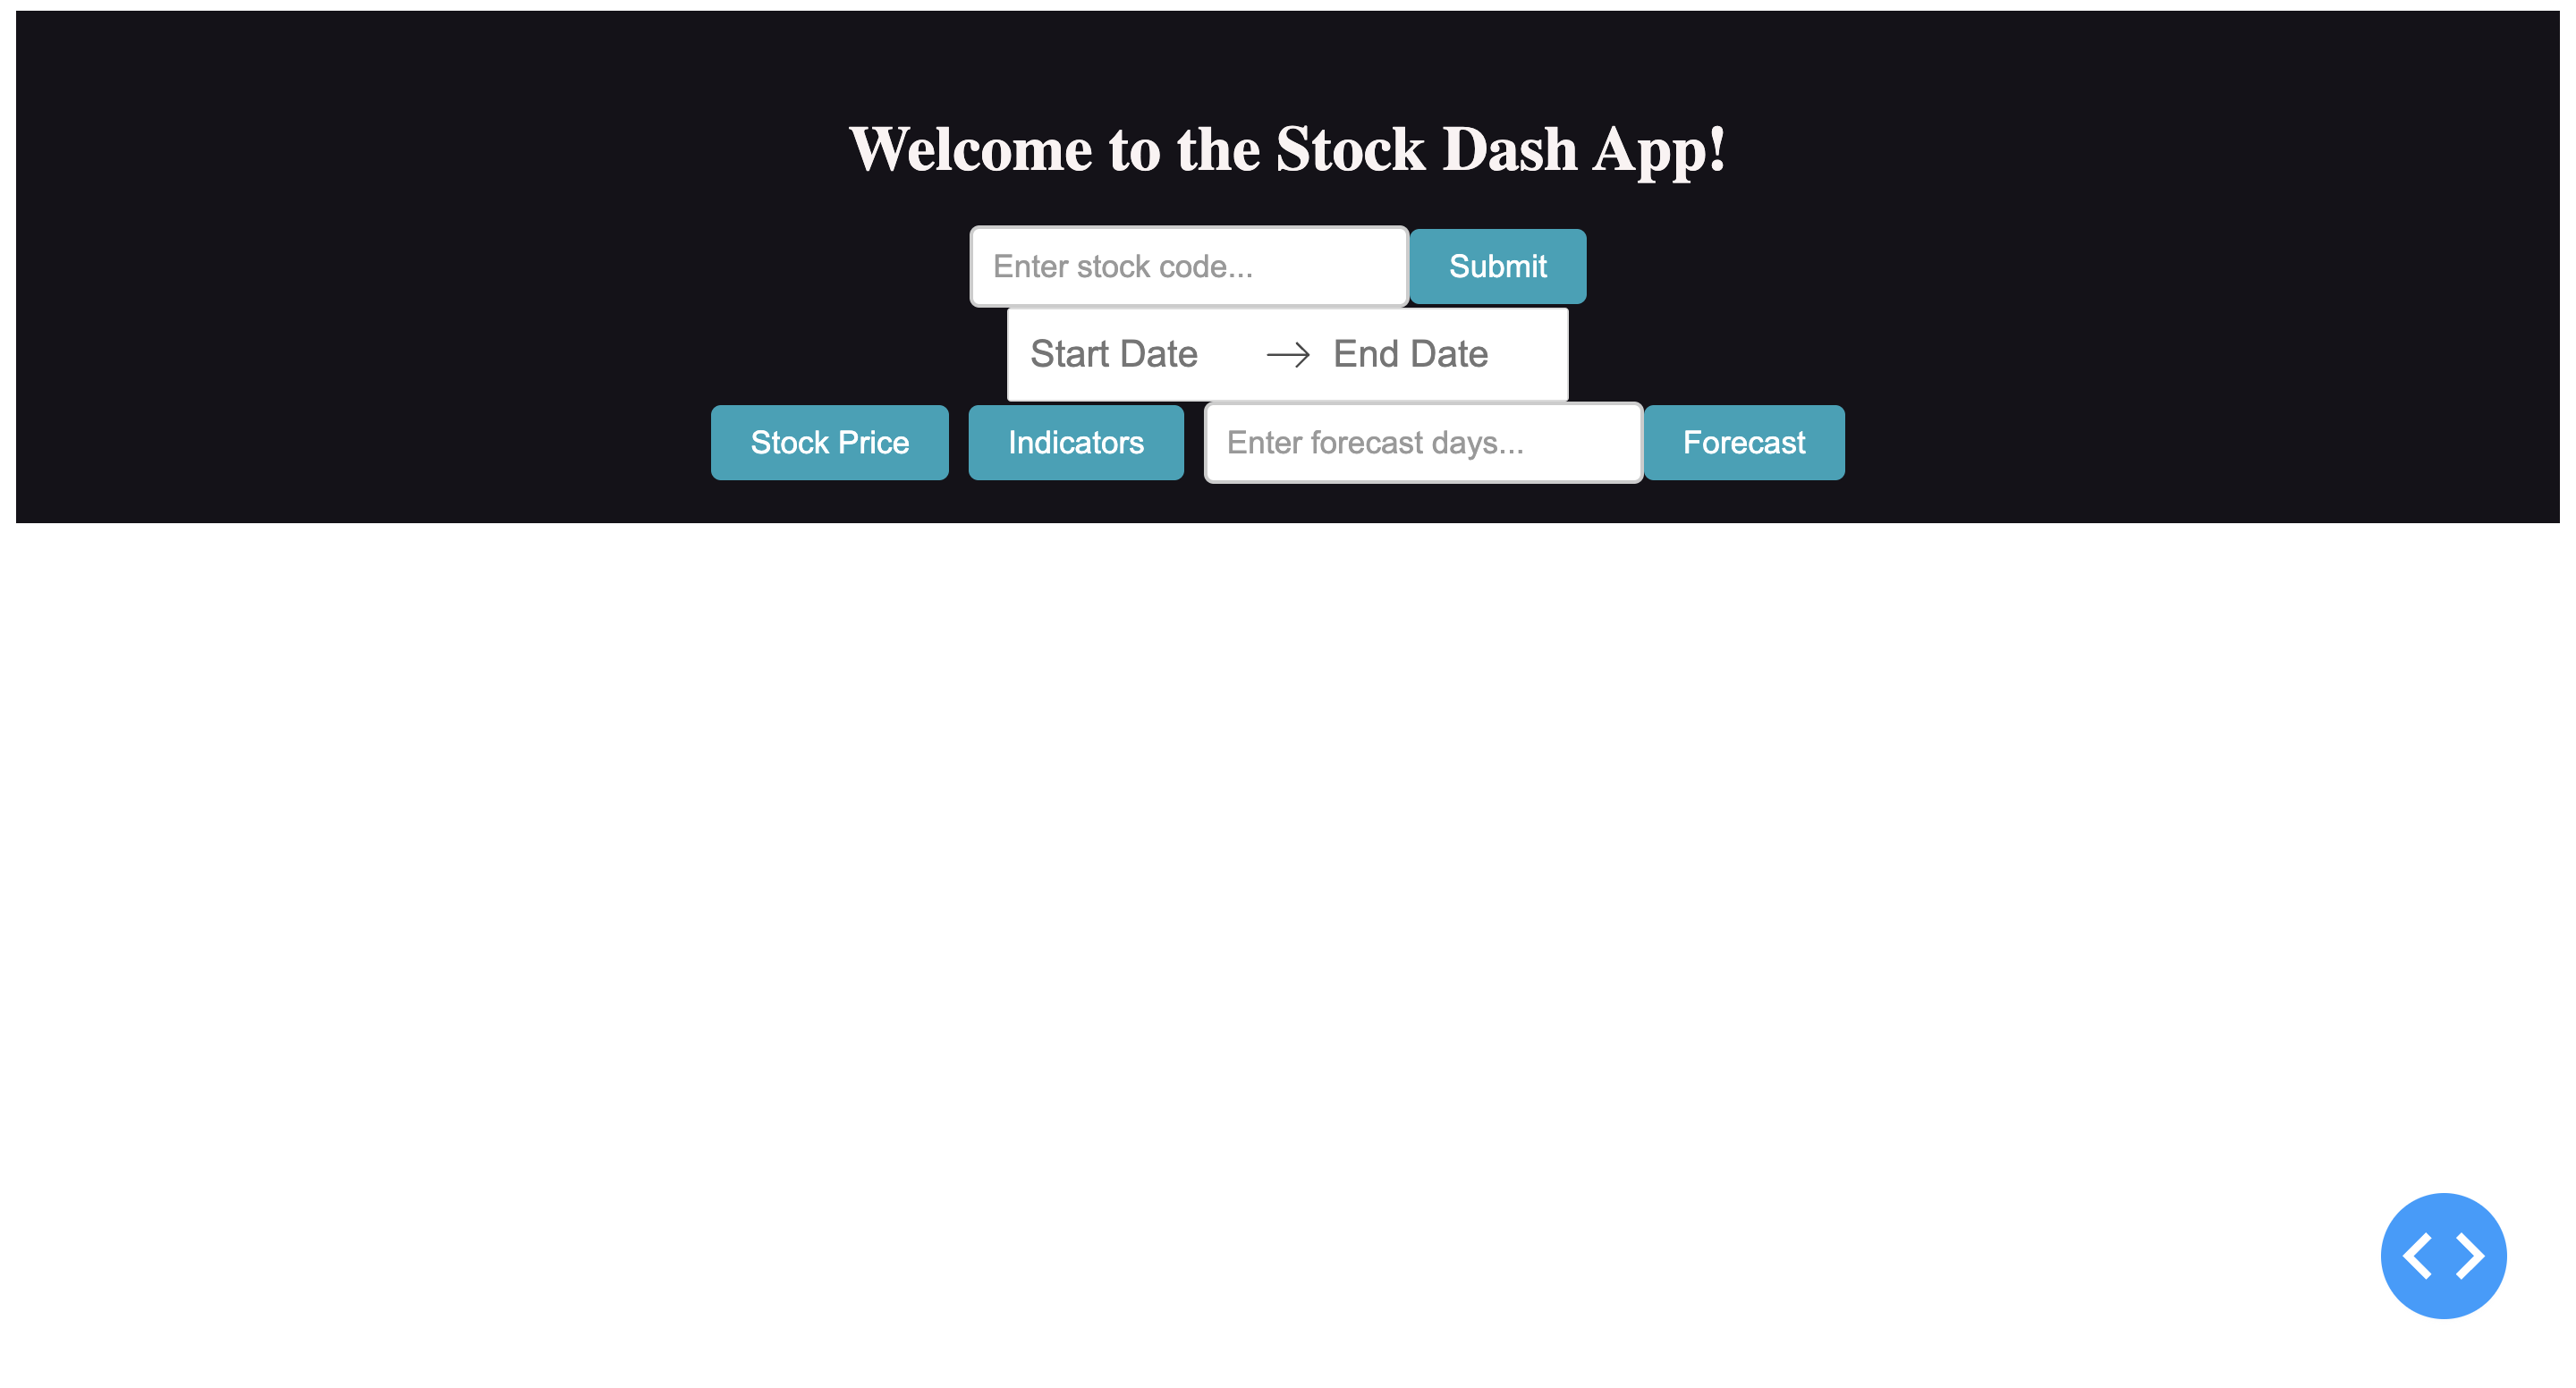 Welcome to the Stock Dash App!
Enter stock code... Submit
Start Date → End Date
Stock Price Indicators Enter forecast days... Forecast